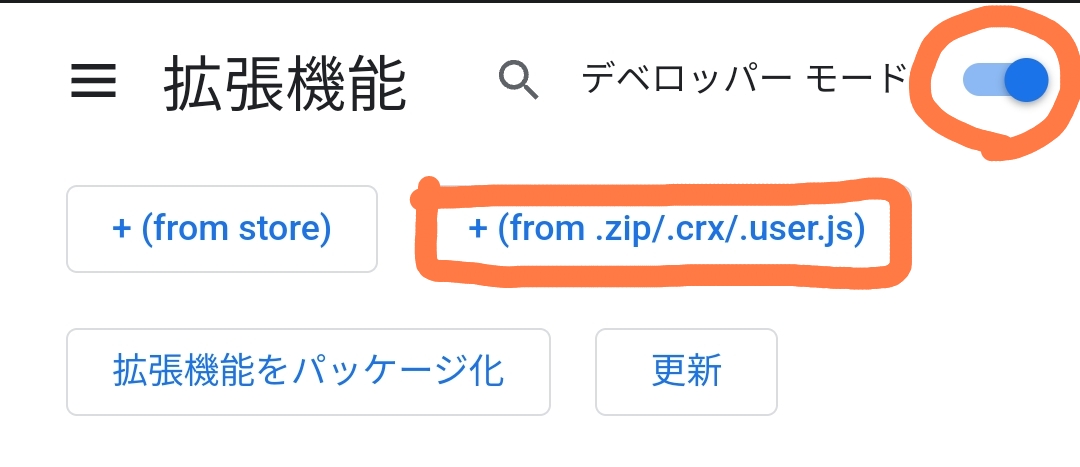 拡張機能 デベロッパー モード
+ (from store) + (from .zip/.crx/.user.js)
拡張機能をパッケージ化 更新